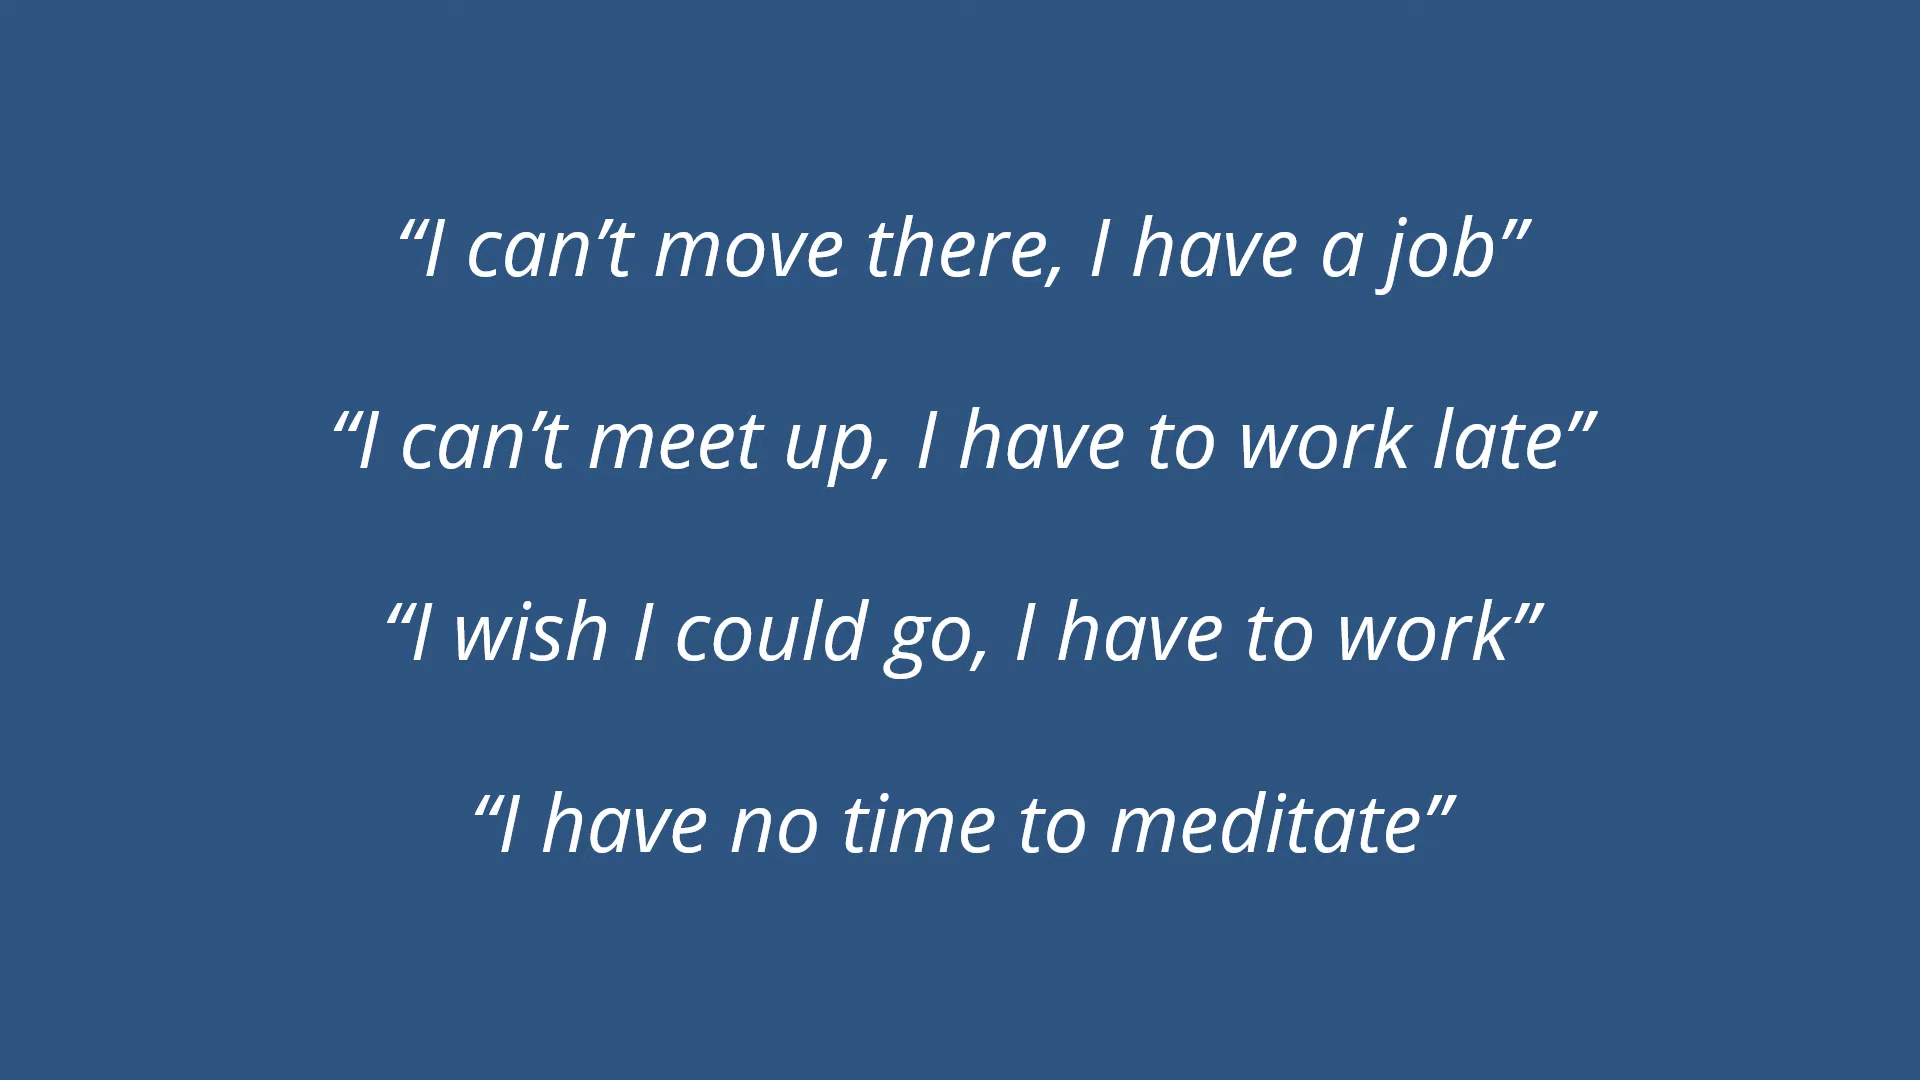 “I can’t move there, I have a job”
“I can’t meet up, I have to work late”
“I wish I could go, I have to work”
“I have no time to meditate”